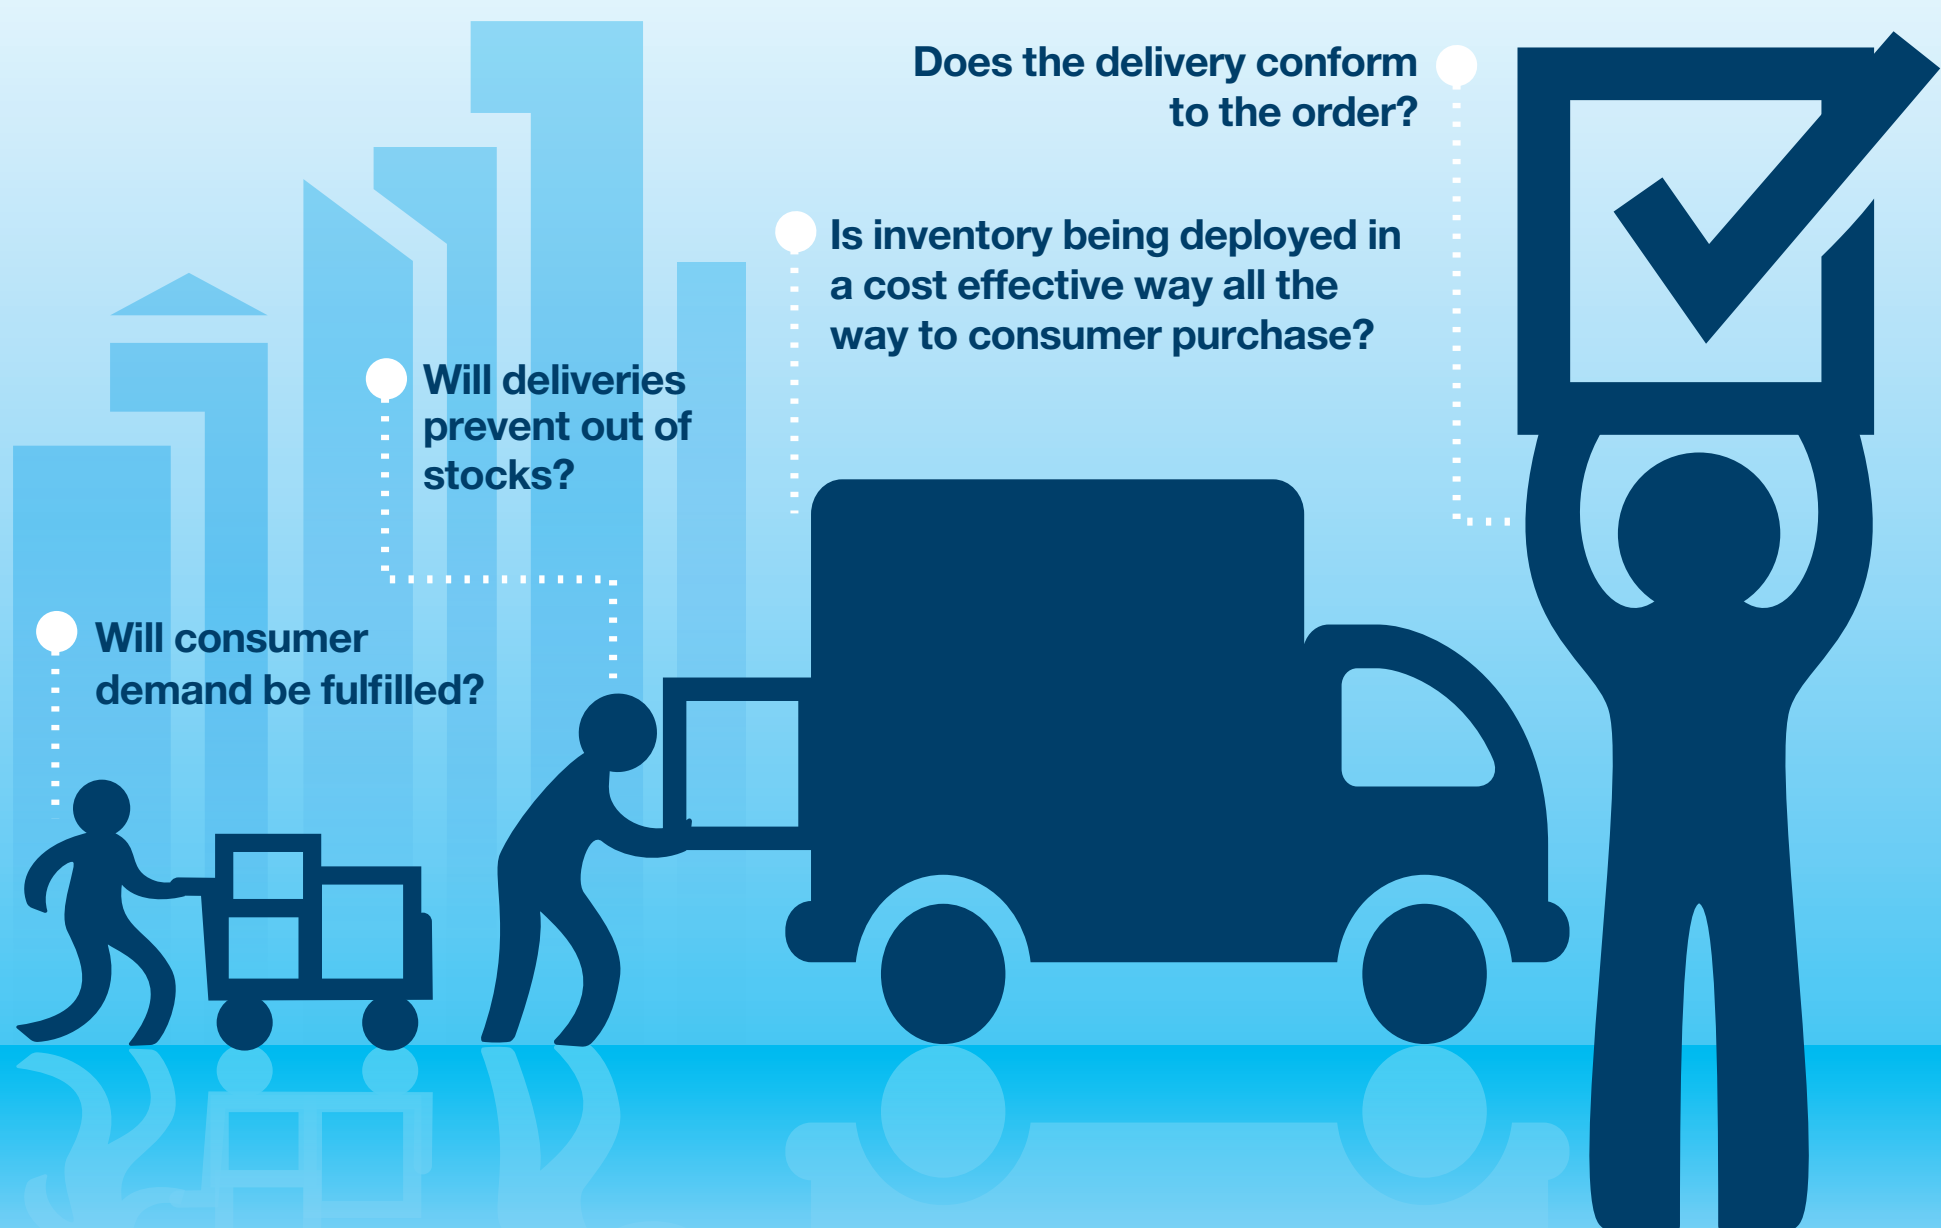 Does the delivery conform
to the order?
Is inventory being deployed in
a cost effective way all the
way to consumer purchase?
Will deliveries
prevent out of
stocks?
Will consumer
demand be fulfilled?